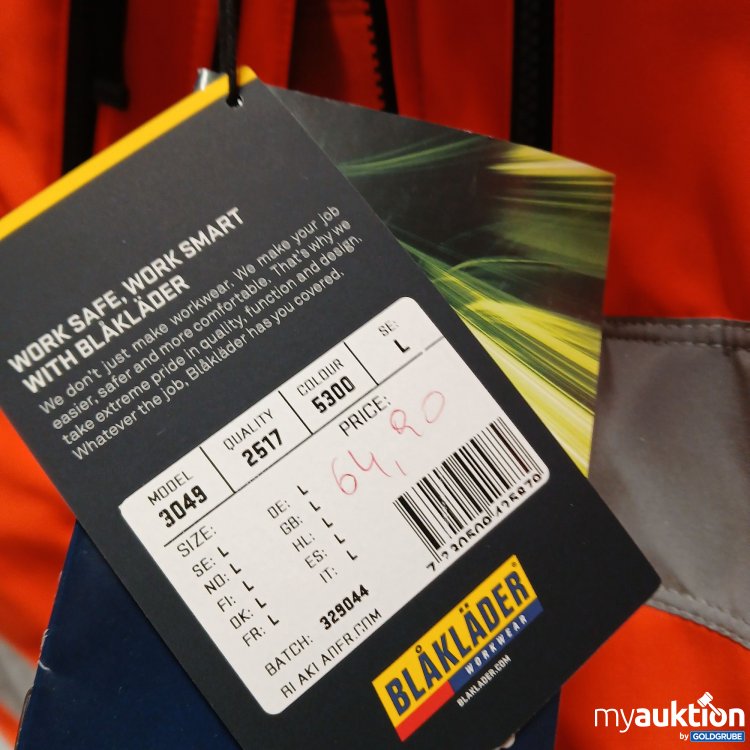 WORK SAFE, WORK SMART
WITH BLÅKLÄDER
We don't just make workwear. We make your job
easier, safer and more comfortable. That's why we
take extreme pride in quality, function and design.
Whatever the job, Blåkläder has you covered.
MODEL QUALITY COLOUR SE:
3049 2517 5300 L
SIZE: DE: L PRICE:
SE: L GB: L 64,90
NO: L HL: L
FI: L ES: L
DK: L IT: L
FR: L
BATCH: 329044
BLAKLADER.COM
BLÅKLÄDER
WORKWEAR
BLAKLADER.COM
myauktion
by GOLDGRUBE